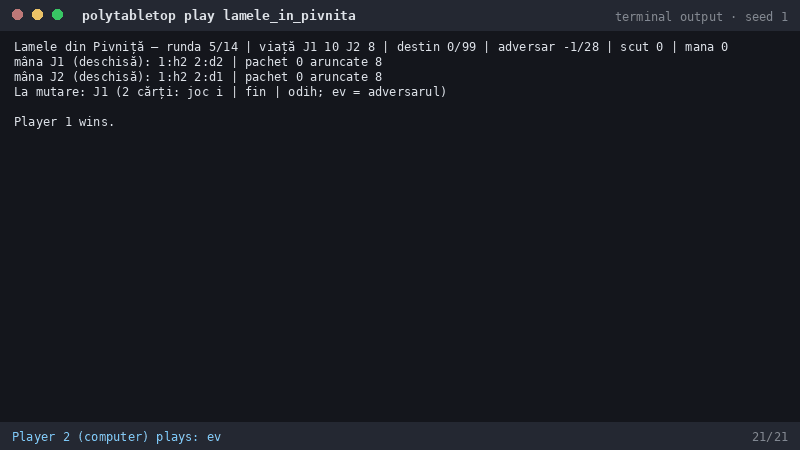 polytabletop play lamele_in_pivnita
terminal output · seed 1
Lamele din Pivniță — runda 5/14 | viață J1 10 J2 8 | destin 0/99 | adversar -1/28 | scut 0 | mana 0
mâna J1 (deschisă): 1:h2 2:d2 | pachet 0 aruncate 8
mâna J2 (deschisă): 1:h2 2:d1 | pachet 0 aruncate 8
La mutare: J1 (2 cărți: joc i | fin | odih; ev = adversarul)
Player 1 wins.
Player 2 (computer) plays: ev
21/21